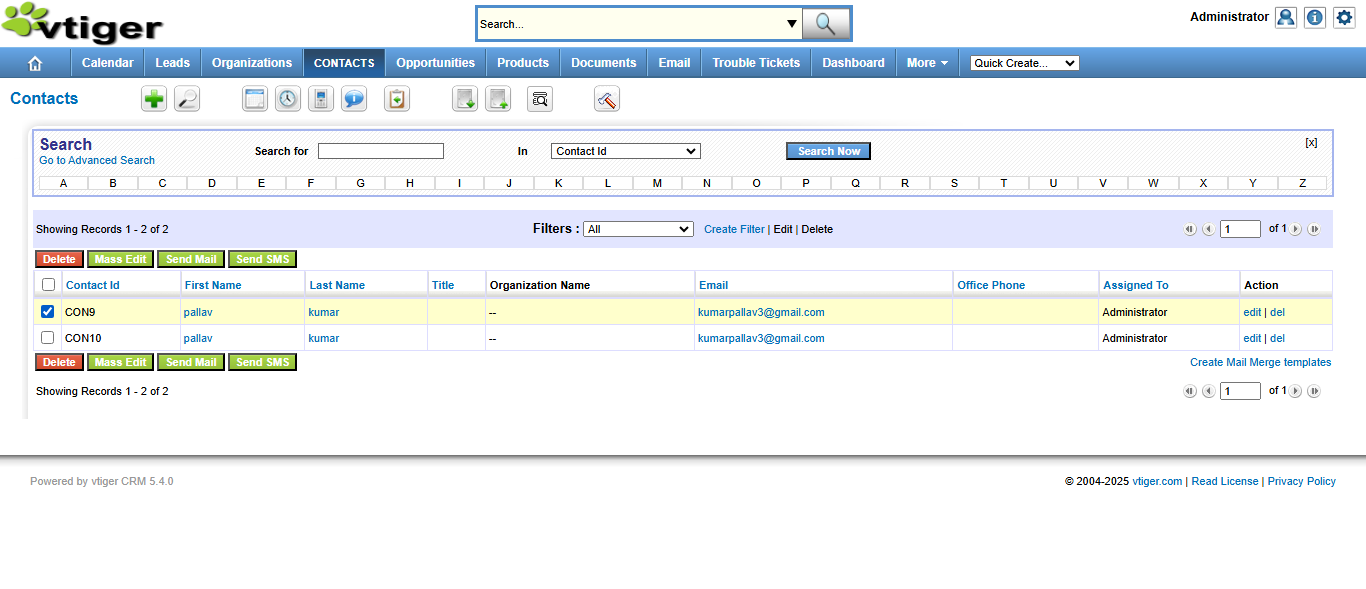 vtiger
Search...
Administrator
Calendar Leads Organizations CONTACTS Opportunities Products Documents Email Trouble Tickets Dashboard More Quick Create...
Contacts
Search
Go to Advanced Search
Search for In Contact Id Search Now [x]
A B C D E F G H I J K L M N O P Q R S T U V W X Y Z
Showing Records 1 - 2 of 2 Filters : All Create Filter | Edit | Delete 1 of 1
Delete Mass Edit Send Mail Send SMS
Contact Id First Name Last Name Title Organization Name Email Office Phone Assigned To Action
CON9 pallav kumar -- kumarpallav3@gmail.com Administrator edit | del
CON10 pallav kumar -- kumarpallav3@gmail.com Administrator edit | del
Delete Mass Edit Send Mail Send SMS Create Mail Merge templates
Showing Records 1 - 2 of 2 1 of 1
Powered by vtiger CRM 5.4.0 © 2004-2025 vtiger.com | Read License | Privacy Policy